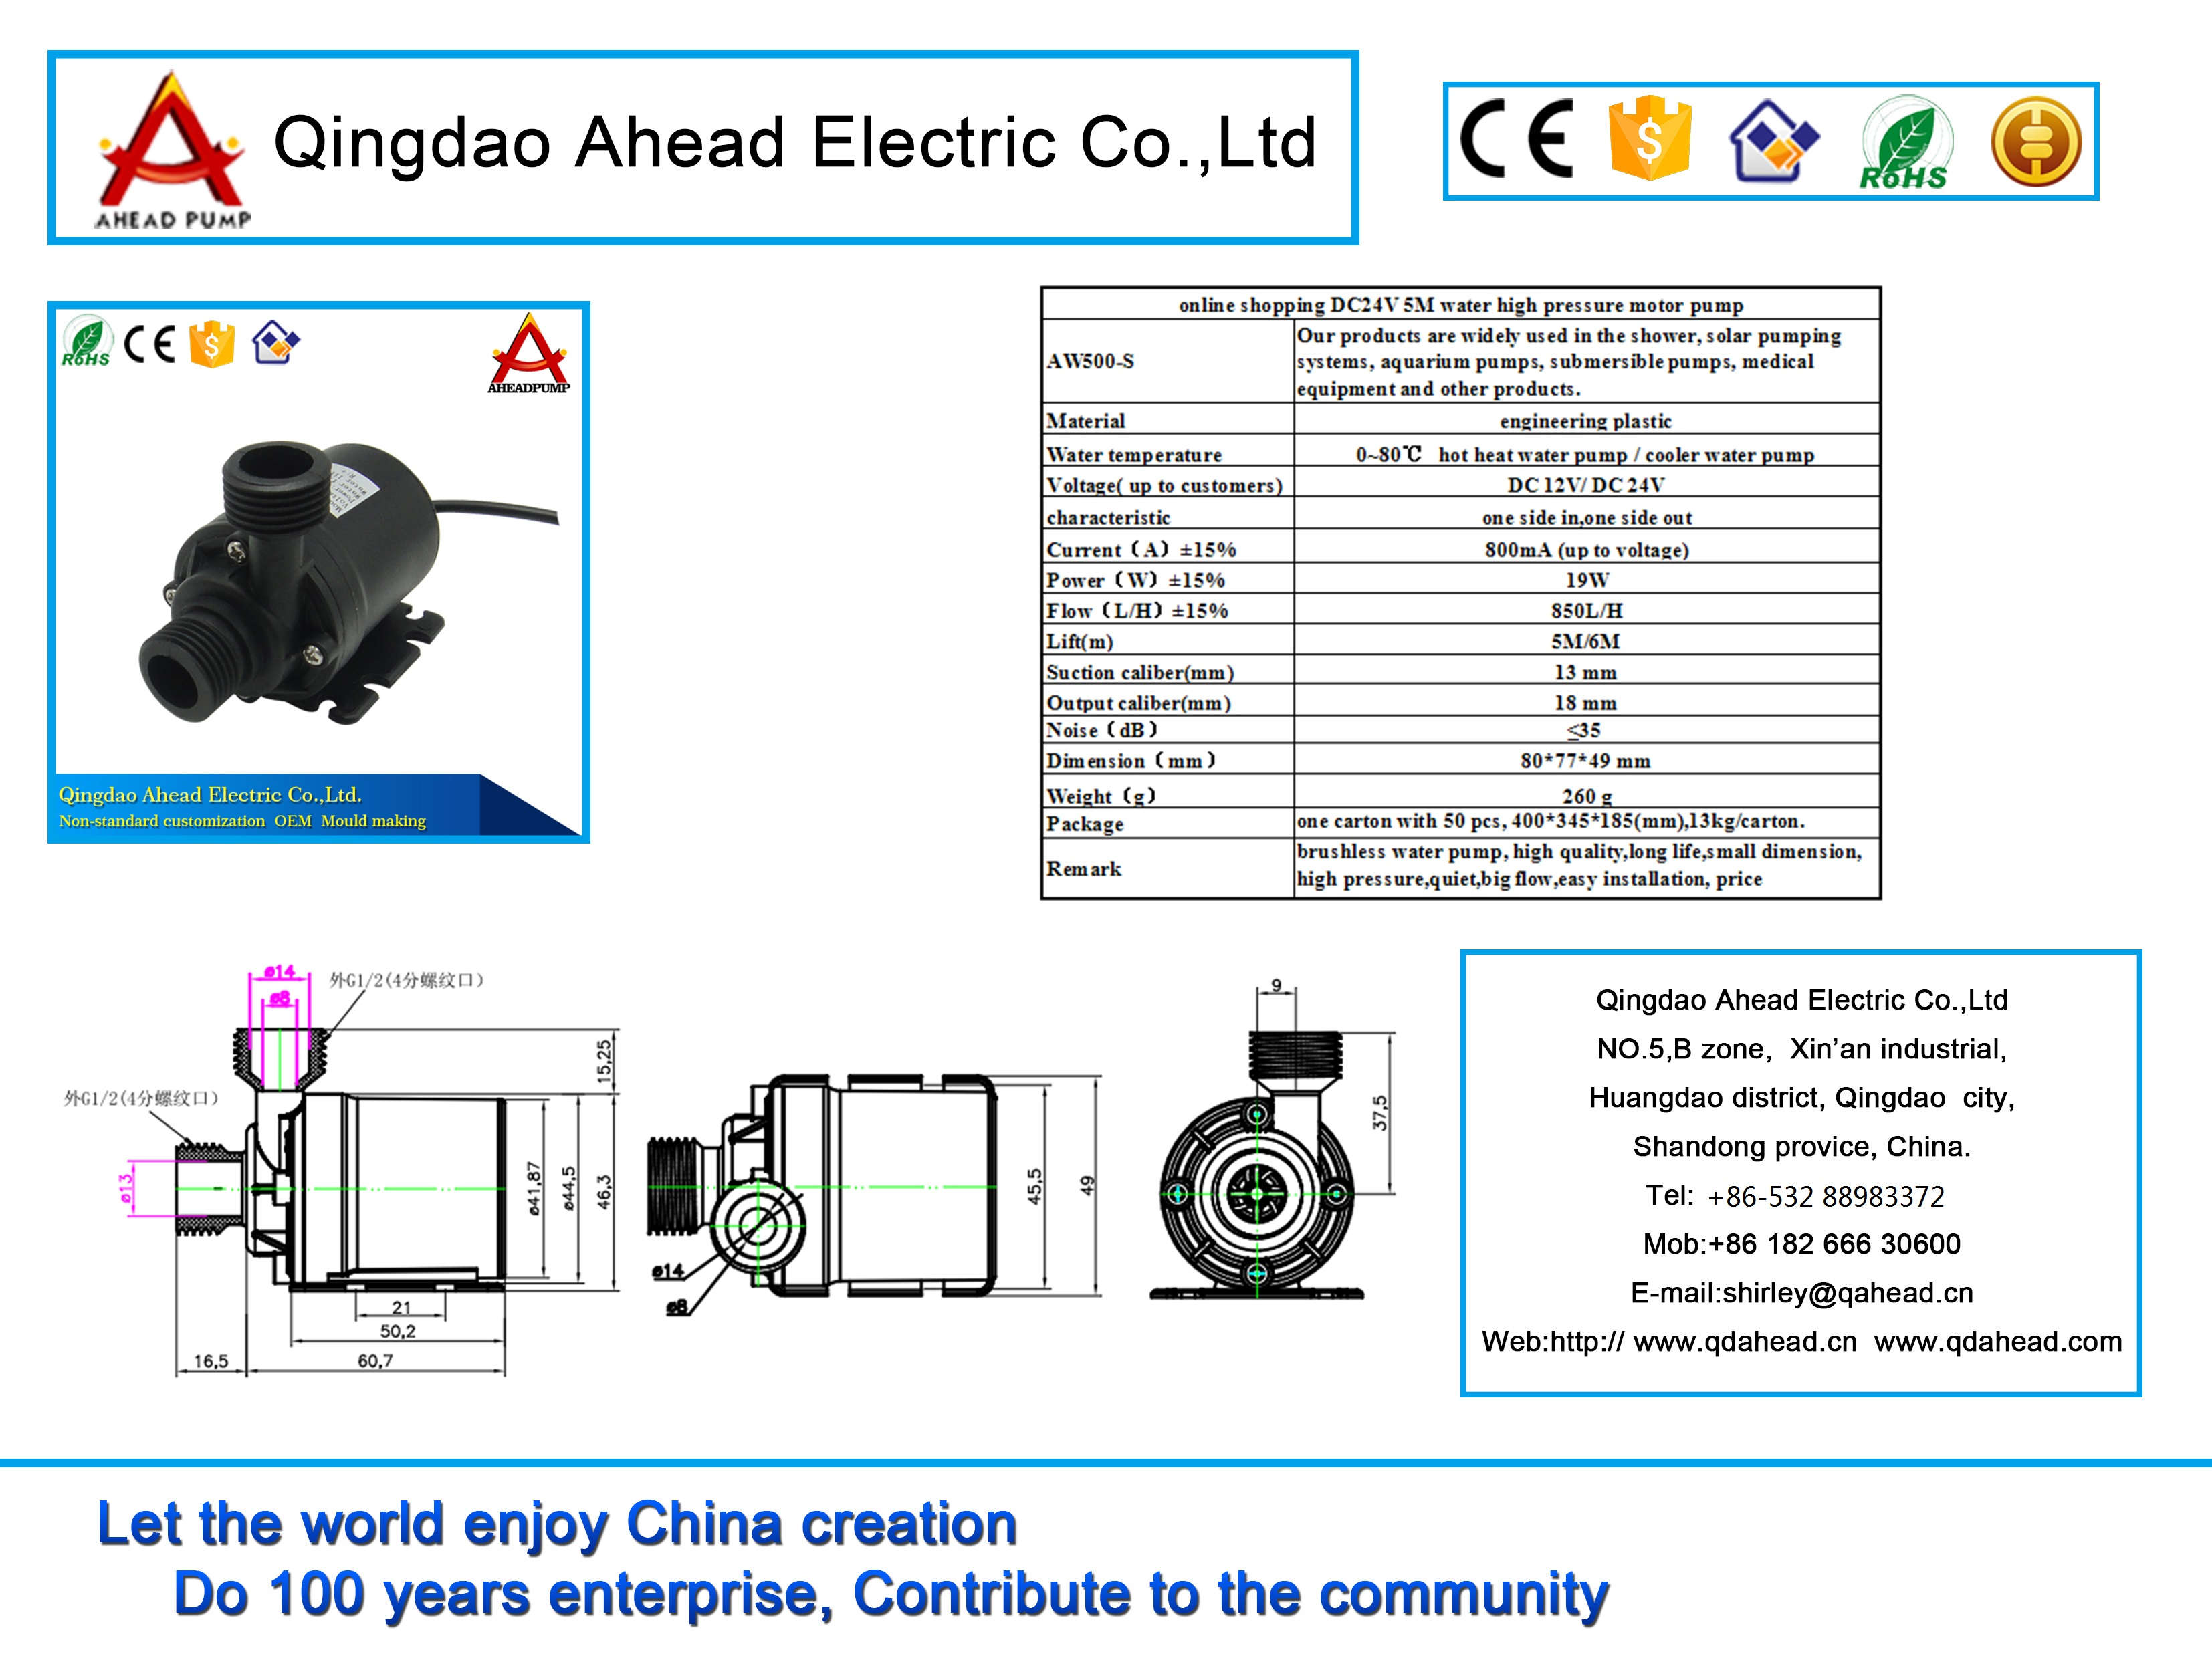 AHEAD PUMP
Qingdao Ahead Electric Co.,Ltd
CE
$
RoHS
RoHS
CE
$
AHEADPUMP
Qingdao Ahead Electric Co.,Ltd.
Non-standard customization OEM Mould making
online shopping DC24V 5M water high pressure motor pump
AW500-S
Our products are widely used in the shower, solar pumping
systems, aquarium pumps, submersible pumps, medical
equipment and other products.
Material engineering plastic
Water temperature 0~80℃ hot heat water pump / cooler water pump
Voltage( up to customers) DC 12V/ DC 24V
characteristic one side in,one side out
Current（A）±15% 800mA (up to voltage)
Power（W）±15% 19W
Flow（L/H）±15% 850L/H
Lift(m) 5M/6M
Suction caliber(mm) 13 mm
Output caliber(mm) 18 mm
Noise（dB） ≤35
Dimension（mm） 80*77*49 mm
Weight（g） 260 g
Package one carton with 50 pcs, 400*345*185(mm),13kg/carton.
Remark
brushless water pump, high quality,long life,small dimension,
high pressure,quiet,big flow,easy installation, price
ø14
ø8
外G1/2(4分螺纹口）
外G1/2(4分螺纹口）
ø13
15,25
ø41,87
ø44,5
46,3
21
50,2
16,5
60,7
45,5
49
ø14
ø8
9
37,5
Qingdao Ahead Electric Co.,Ltd
NO.5,B zone, Xin’an industrial,
Huangdao district, Qingdao city,
Shandong provice, China.
Tel: +86-532 88983372
Mob:+86 182 666 30600
E-mail:shirley@qahead.cn
Web:http:// www.qdahead.cn www.qdahead.com
Let the world enjoy China creation
Do 100 years enterprise, Contribute to the community